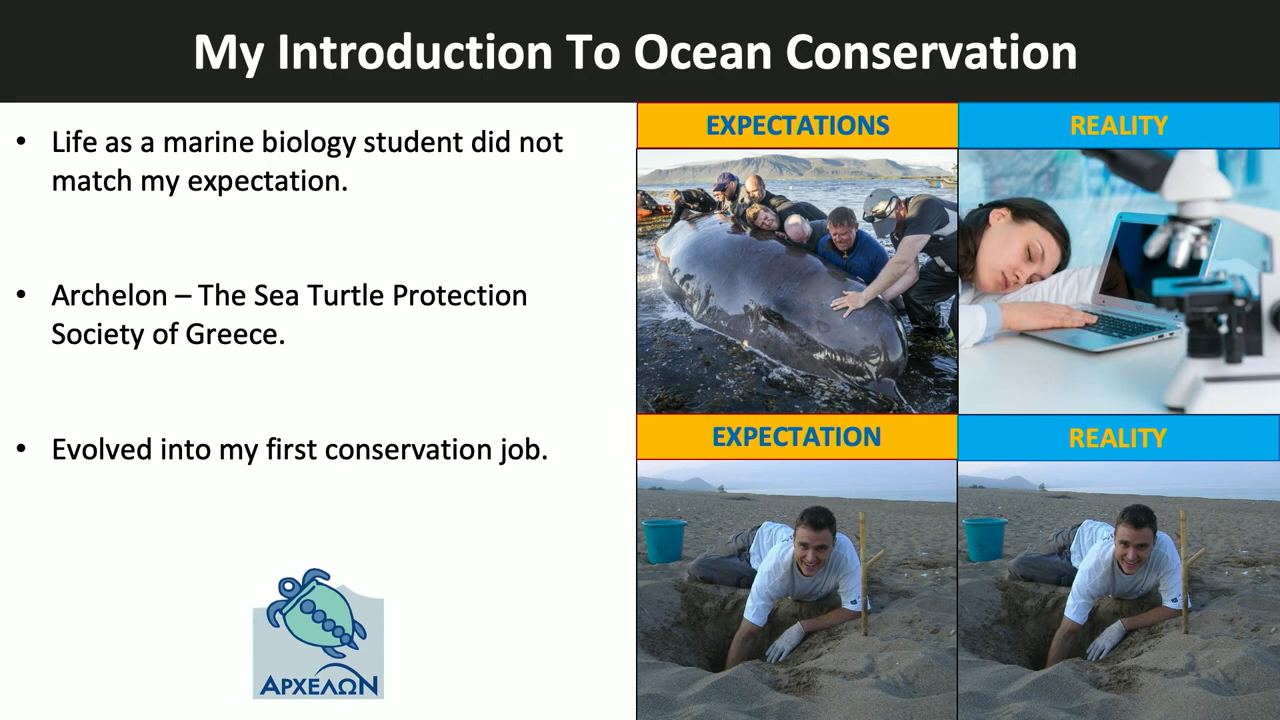 My Introduction To Ocean Conservation
• Life as a marine biology student did not
match my expectation.
• Archelon – The Sea Turtle Protection
Society of Greece.
• Evolved into my first conservation job.
ΑΡΧΕΛΩΝ
EXPECTATIONS
REALITY
EXPECTATION
REALITY